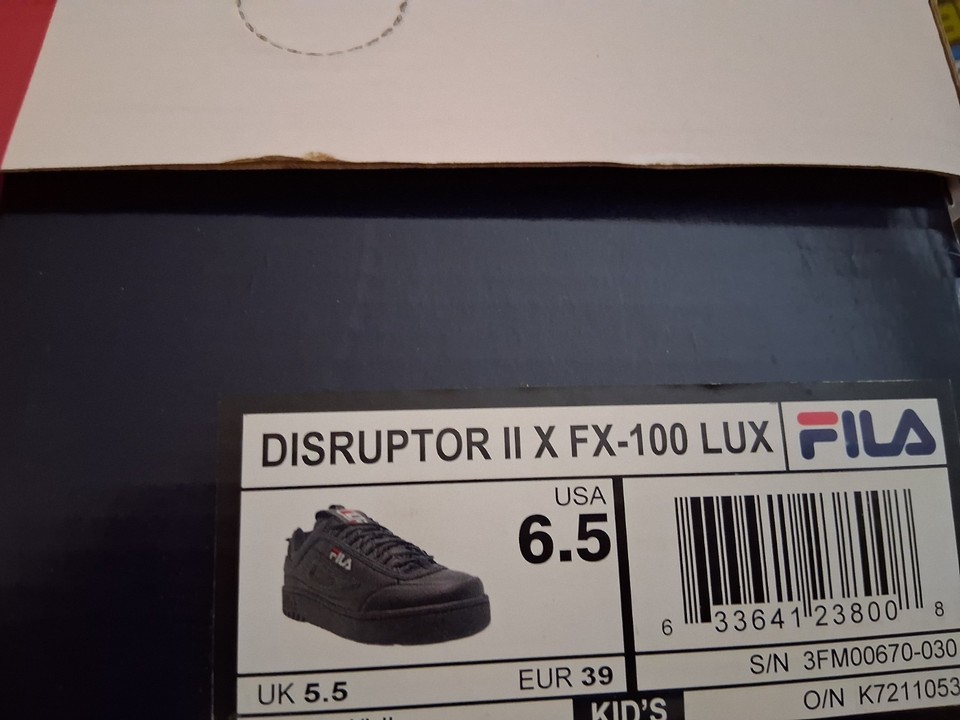 DISRUPTOR II X FX-100 LUX
FILA
USA
6.5
FILA
6 33641 23800 8
S/N 3FM00670-030
UK 5.5
EUR 39
O/N K7211053
KID'S